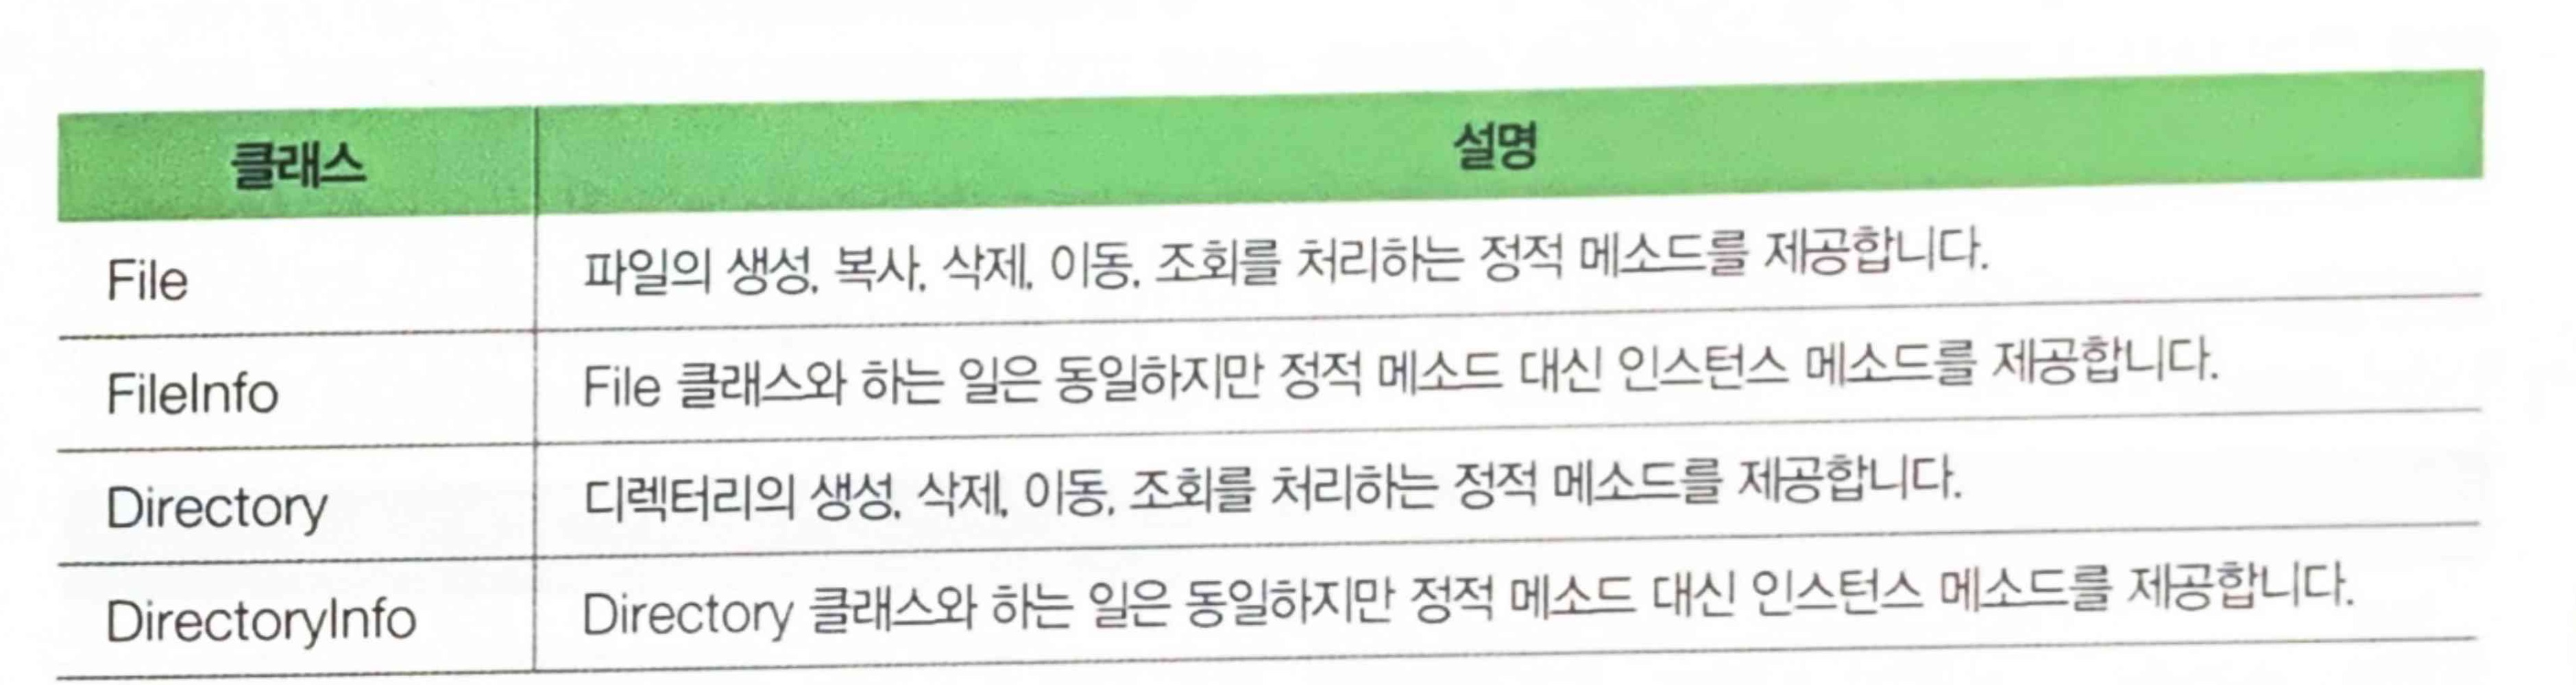 클래스 설명
File 파일의 생성, 복사, 삭제, 이동, 조회를 처리하는 정적 메소드를 제공합니다.
FileInfo File 클래스와 하는 일은 동일하지만 정적 메소드 대신 인스턴스 메소드를 제공합니다.
Directory 디렉터리의 생성, 삭제, 이동, 조회를 처리하는 정적 메소드를 제공합니다.
DirectoryInfo Directory 클래스와 하는 일은 동일하지만 정적 메소드 대신 인스턴스 메소드를 제공합니다.